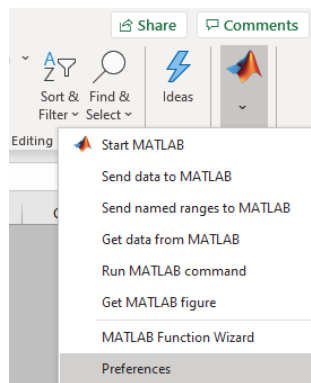 Share
Comments
Sort & Filter
Find & Select
Ideas
Editing
Start MATLAB
Send data to MATLAB
Send named ranges to MATLAB
Get data from MATLAB
Run MATLAB command
Get MATLAB figure
MATLAB Function Wizard
Preferences